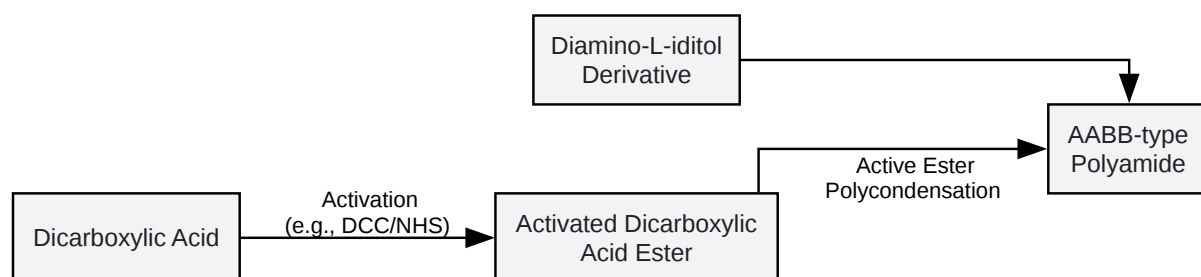 Diamino-L-iditol
Derivative
AABB-type
Polyamide
Active Ester
Polycondensation
Activation
(e.g., DCC/NHS)
Dicarboxylic Acid
Activated Dicarboxylic
Acid Ester